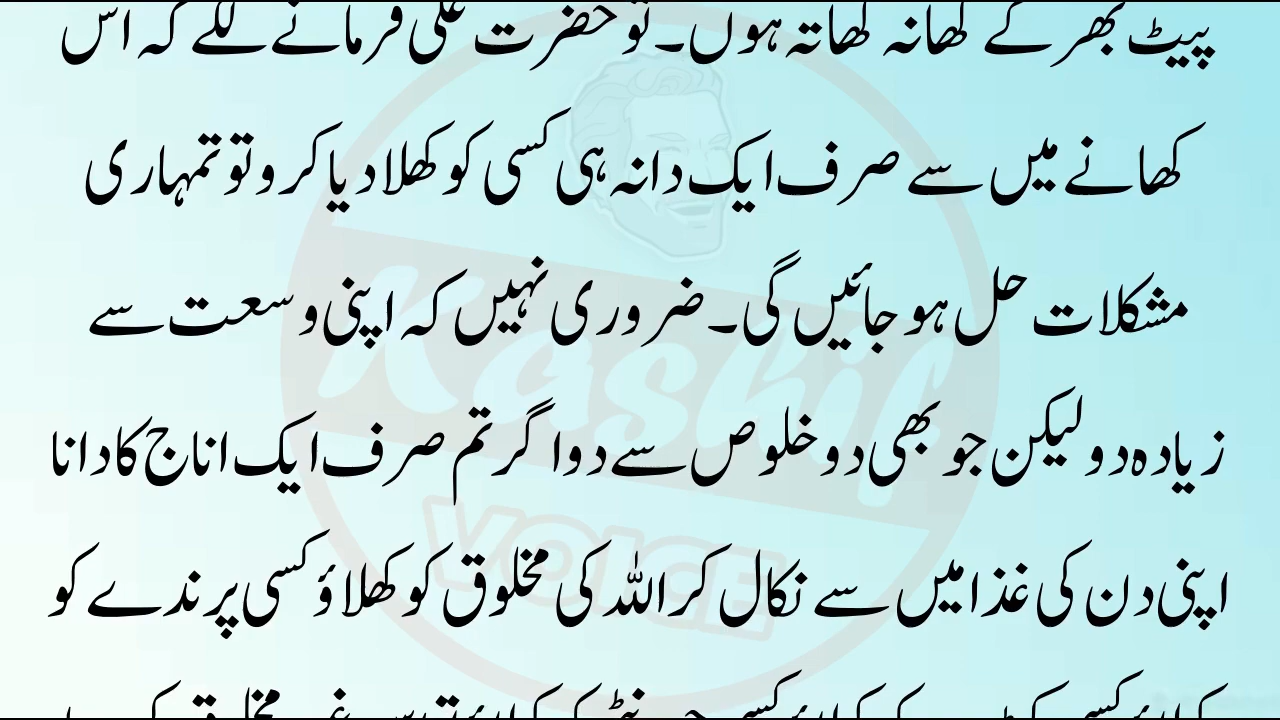 پیٹ بھر کے کھانہ کھاتہ ہوں۔ تو حضرت علی فرمانے لگے کہ اس
کھانے میں سے صرف ایک دانہ ہی کسی کو کھلا دیا کرو تو تمہاری
مشکلات حل ہو جائیں گی۔ ضروری نہیں کہ اپنی وسعت سے
زیادہ دو لیکن جو بھی دو خلوص سے دو اگر تم صرف ایک اناج کا دانا
اپنی دن کی غذا میں سے نکال کر اللہ کی مخلوق کو کھلاؤ کسی پرندے کو
Kashif
VOICE